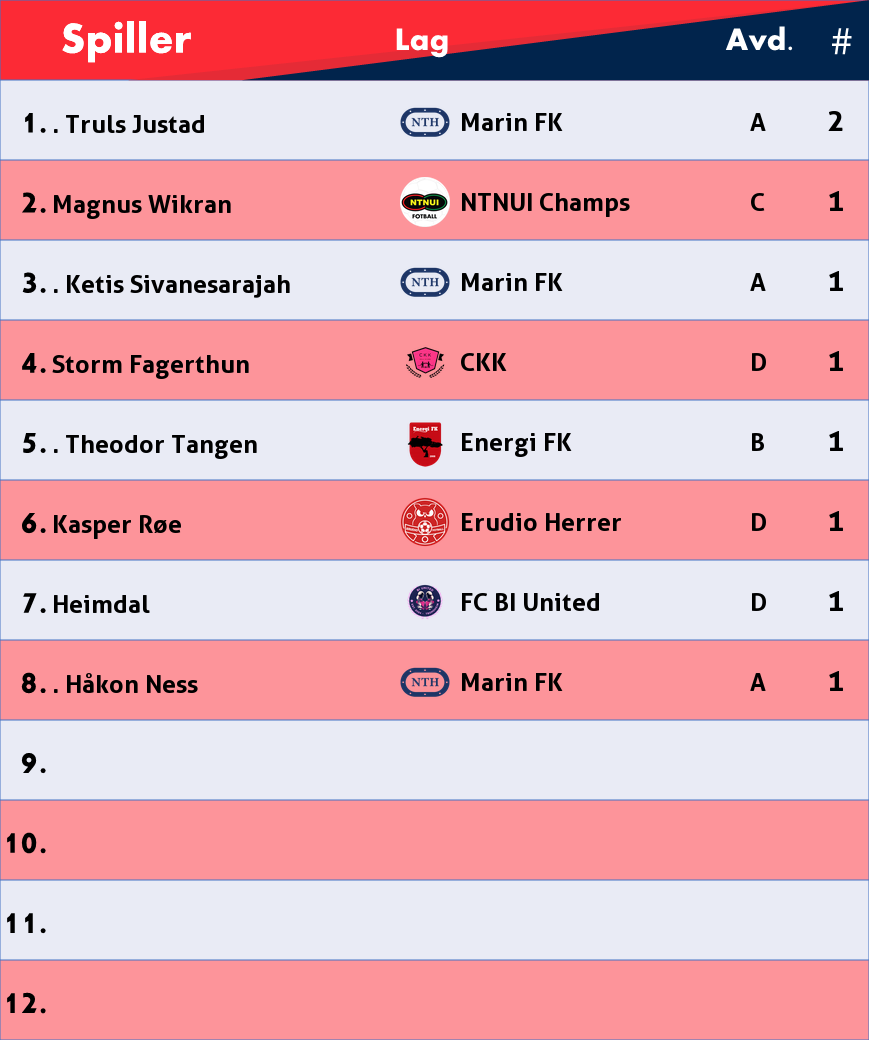 Spiller Lag Avd. #
1. . Truls Justad NTH Marin FK A 2
2. Magnus Wikran NTNUI FOTBALL NTNUI Champs C 1
3. . Ketis Sivanesarajah NTH Marin FK A 1
4. Storm Fagerthun CKK CKK D 1
5. . Theodor Tangen Energi FK Energi FK B 1
6. Kasper Røe Erudio Herrer D 1
7. Heimdal FC BI United D 1
8. . Håkon Ness NTH Marin FK A 1
9.
10.
11.
12.